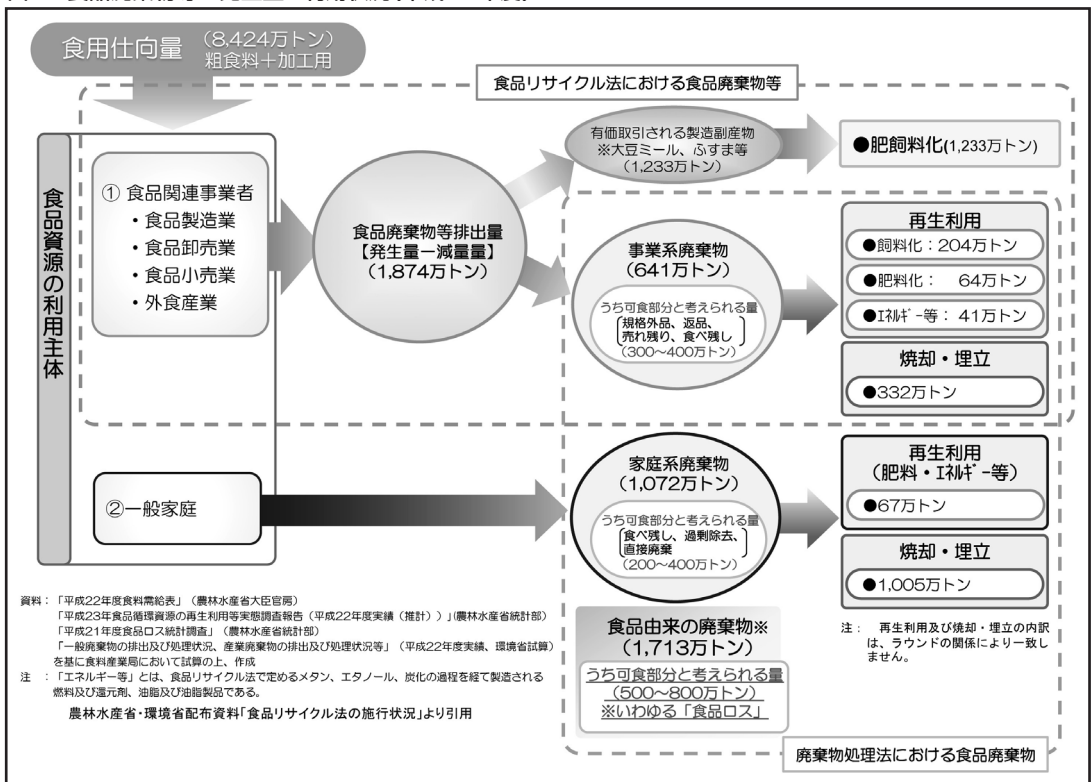 食用仕向量
(8,424万トン)
粗食料+加工用
食品リサイクル法における食品廃棄物等
食品資源の利用主体
① 食品関連事業者
・食品製造業
・食品卸売業
・食品小売業
・外食産業
食品廃棄物等排出量
【発生量-減量量】
(1,874万トン)
有価取引される製造副産物
※大豆ミール、ふすま等
(1,233万トン)
●肥飼料化(1,233万トン)
事業系廃棄物
(641万トン)
うち可食部分と考えられる量
規格外品、返品、
売れ残り、食べ残し
(300~400万トン)
再生利用
●飼料化:204万トン
●肥料化: 64万トン
●エネルギー等:41万トン
焼却・埋立
●332万トン
②一般家庭
家庭系廃棄物
(1,072万トン)
うち可食部分と考えられる量
食べ残し、過剰除去、
直接廃棄
(200~400万トン)
再生利用
(肥料・エネルギー等)
●67万トン
焼却・埋立
●1,005万トン
資料:「平成22年度食料需給表」(農林水産省大臣官房)
「平成23年食品循環資源の再生利用等実態調査報告(平成22年度実績(推計))」(農林水産省統計部)
「平成21年度食品ロス統計調査」(農林水産省統計部)
「一般廃棄物の排出及び処理状況、産業廃棄物の排出及び処理状況等」(平成22年度実績、環境省試算)
を基に食料産業局において試算の上、作成
注 :「エネルギー等」とは、食品リサイクル法で定めるメタン、エタノール、炭化の過程を経て製造される
燃料及び還元剤、油脂及び油脂製品である。
農林水産省・環境省配布資料「食品リサイクル法の施行状況」より引用
食品由来の廃棄物※
(1,713万トン)
うち可食部分と考えられる量
(500~800万トン)
※いわゆる「食品ロス」
注: 再生利用及び焼却・埋立の内訳
は、ラウンドの関係により一致し
ません。
廃棄物処理法における食品廃棄物